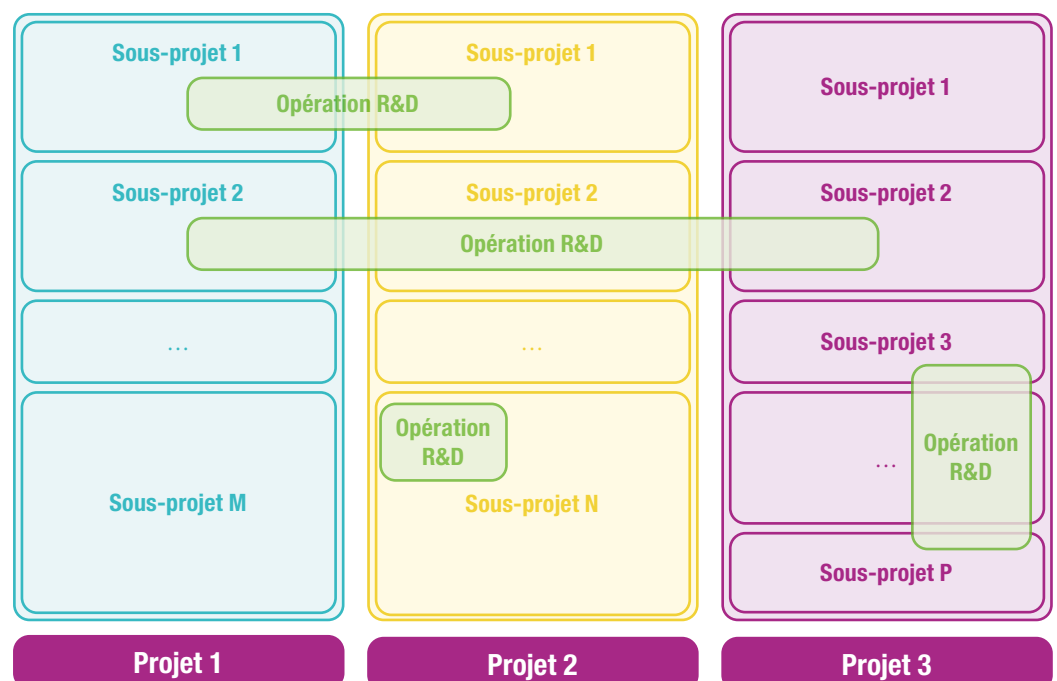 Sous-projet 1
Sous-projet 1
Sous-projet 1
Opération R&D
Sous-projet 2
Sous-projet 2
Sous-projet 2
Opération R&D
...
...
Sous-projet 3
Opération
R&D
...
Opération
R&D
Sous-projet M
Sous-projet N
Sous-projet P
Projet 1
Projet 2
Projet 3